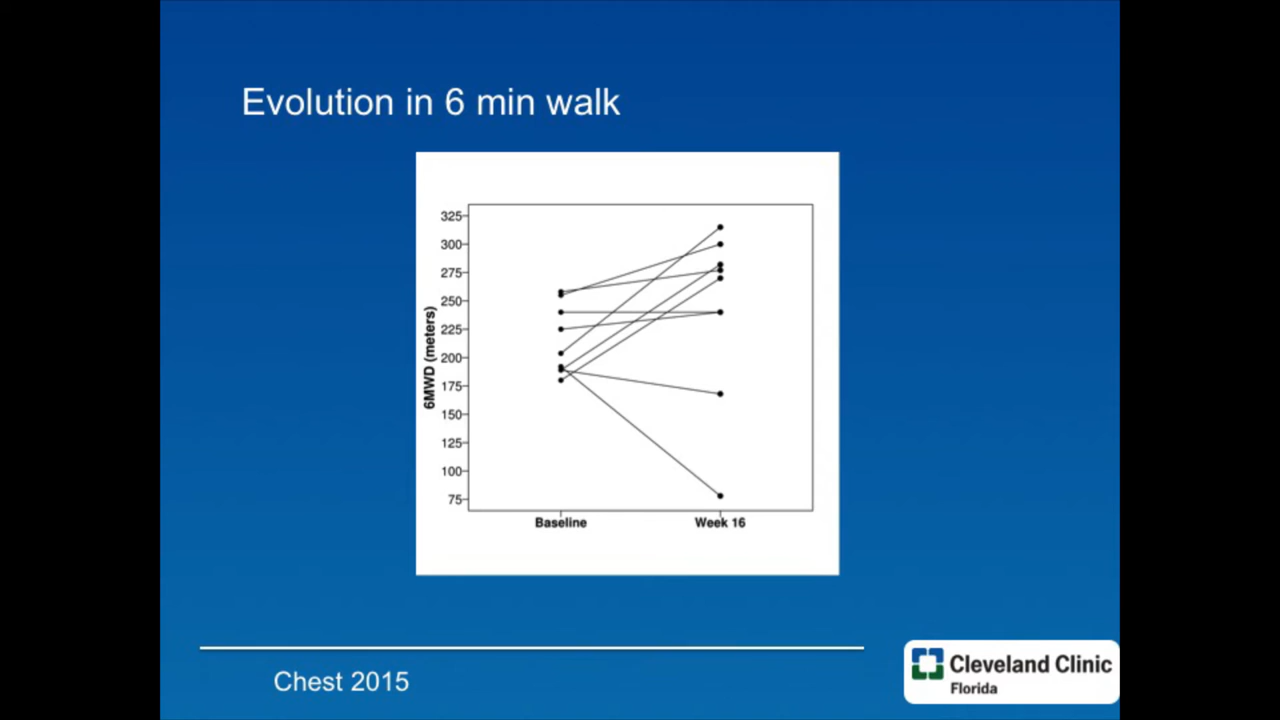 Evolution in 6 min walk
325
300
275
250
225
200
175
150
125
100
75
6MWD (meters)
Baseline Week 16
Chest 2015
Cleveland Clinic
Florida